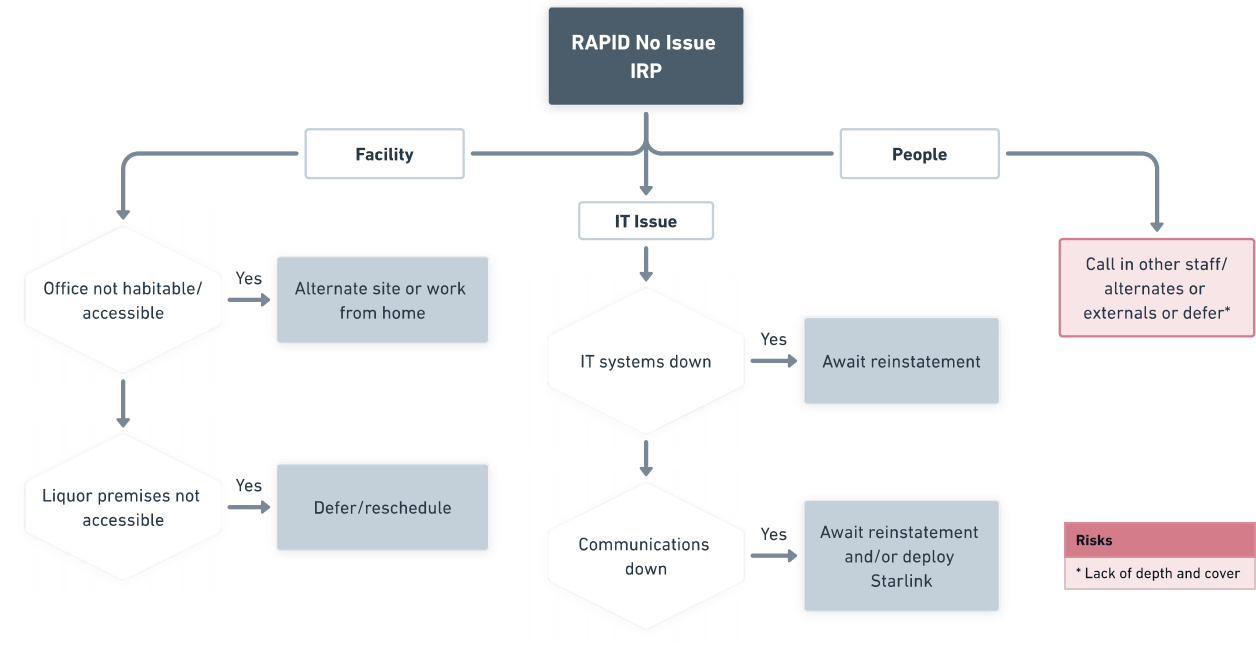 RAPID No Issue
IRP
Facility
People
IT Issue
Office not habitable/
accessible
Yes
Alternate site or work
from home
Call in other staff/
alternates or
externals or defer*
IT systems down
Yes
Await reinstatement
Liquor premises not
accessible
Yes
Defer/reschedule
Communications
down
Yes
Await reinstatement
and/or deploy
Starlink
Risks
* Lack of depth and cover